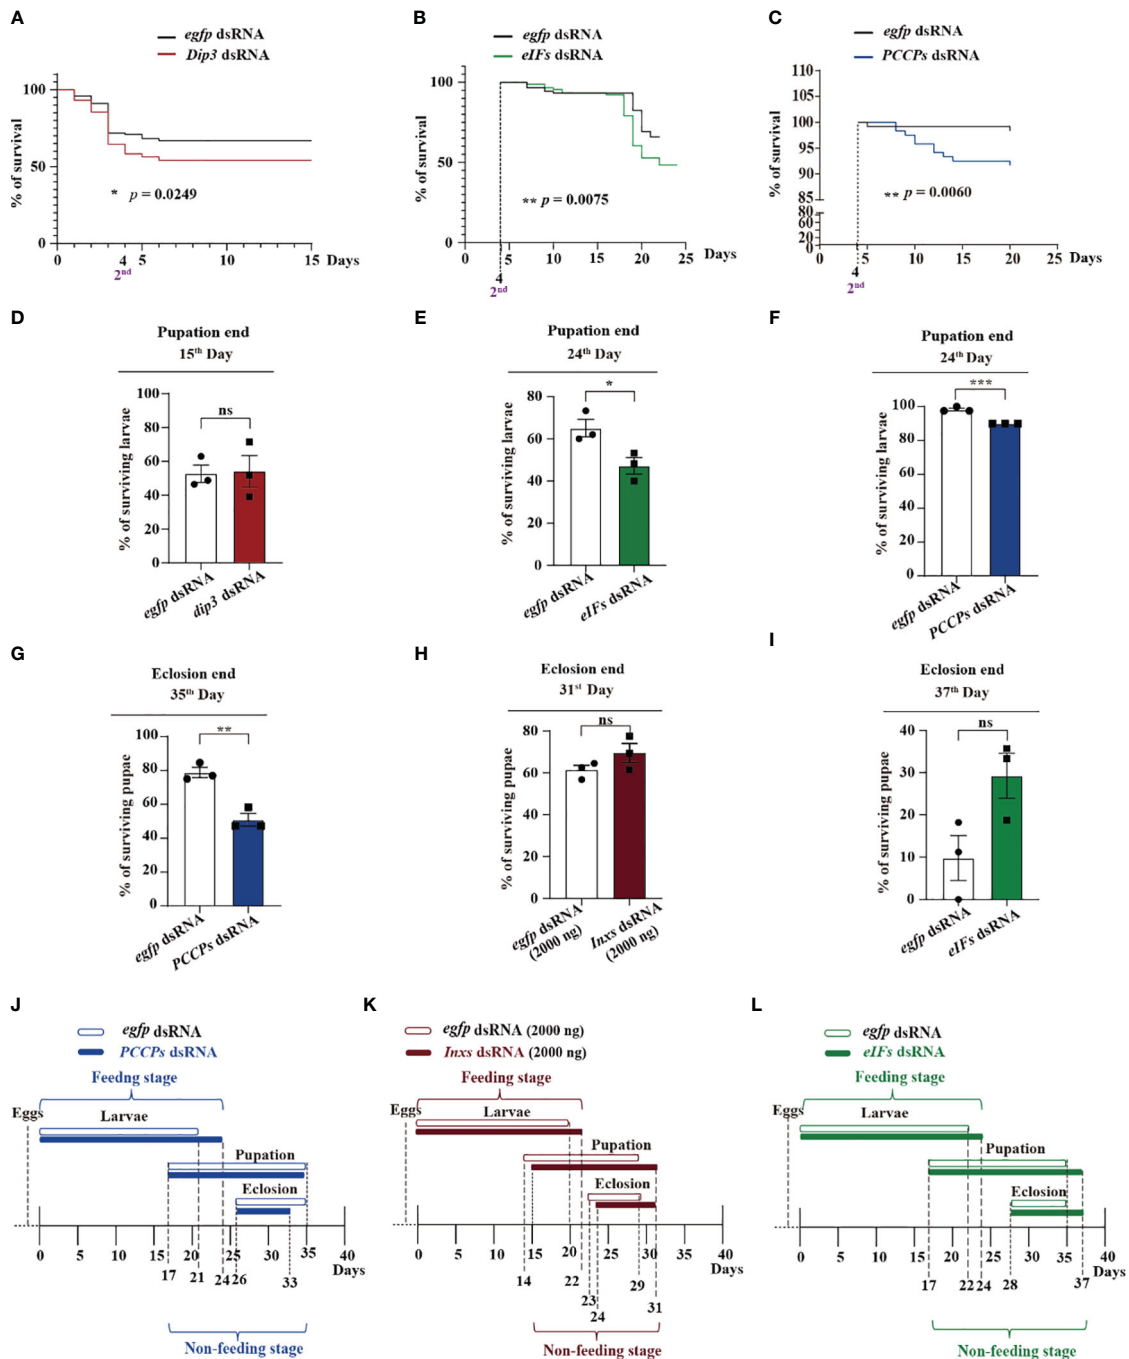 A
egfp dsRNA
Dip3 dsRNA
% of survival
100
50
0
* p = 0.0249
0 4 5 10 15 Days
2nd
B
egfp dsRNA
eIFs dsRNA
% of survival
100
50
0
** p = 0.0075
0 5 10 15 20 25 Days
4
2nd
C
egfp dsRNA
PCCPs dsRNA
% of survival
110
105
100
95
90
85
80
20
0
** p = 0.0060
0 5 10 15 20 25 Days
4
2nd
D
Pupation end
15th Day
% of surviving larvae
100
80
60
40
20
0
ns
egfp dsRNA
dip3 dsRNA
E
Pupation end
24th Day
% of surviving larvae
80
60
40
20
0
*
egfp dsRNA
eIFs dsRNA
F
Pupation end
24th Day
% of surviving larvae
100
80
60
40
20
0
***
egfp dsRNA
PCCPs dsRNA
G
Eclosion end
35th Day
% of surviving pupae
100
80
60
40
20
0
**
egfp dsRNA
PCCPs dsRNA
H
Eclosion end
31st Day
% of surviving pupae
80
60
40
20
0
ns
egfp dsRNA
(2000 ng)
Inxs dsRNA
(2000 ng)
I
Eclosion end
37th Day
% of surviving pupae
40
30
20
10
0
ns
egfp dsRNA
eIFs dsRNA
J
egfp dsRNA
PCCPs dsRNA
Feedng stage
Eggs
Larvae
Pupation
Eclosion
0 5 10 15 20 25 30 35 40
Days
17 21 24 26 33
Non-feeding stage
K
egfp dsRNA (2000 ng)
Inxs dsRNA (2000 ng)
Feeding stage
Eggs
Larvae
Pupation
Eclosion
0 5 10 15 20 25 30 35 40
Days
14 22 29
23 31
24
Non-feeding stage
L
egfp dsRNA
eIFs dsRNA
Feeding stage
Eggs
Larvae
Pupation
Eclosion
0 5 10 15 20 25 30 35 40
Days
17 22 24 28 37
Non-feeding stage